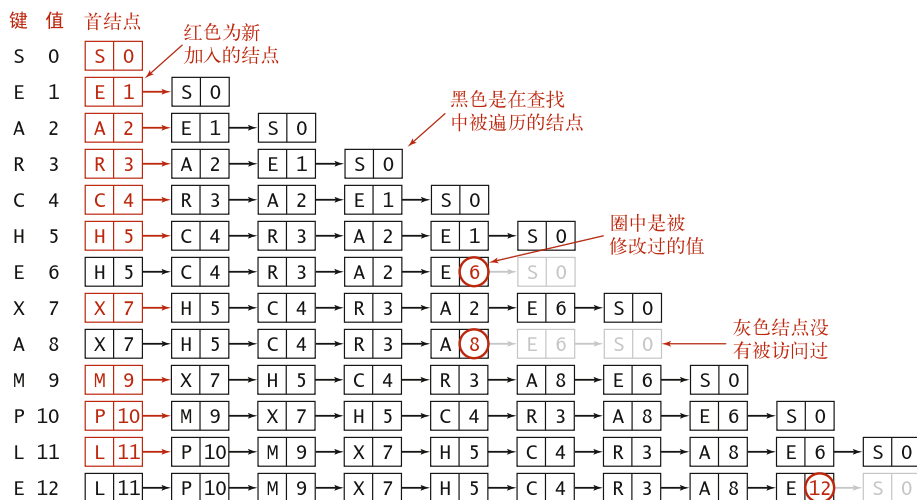 键 值 首结点
红色为新
加入的结点
S 0 S 0
E 1 E 1 S 0
黑色是在查找
中被遍历的结点
A 2 A 2 E 1 S 0
R 3 R 3 A 2 E 1 S 0
C 4 C 4 R 3 A 2 E 1 S 0
圈中是被
修改过的值
H 5 H 5 C 4 R 3 A 2 E 1 S 0
E 6 H 5 C 4 R 3 A 2 E 6 S 0
X 7 X 7 H 5 C 4 R 3 A 2 E 6 S 0
灰色结点没
有被访问过
A 8 X 7 H 5 C 4 R 3 A 8 E 6 S 0
M 9 M 9 X 7 H 5 C 4 R 3 A 8 E 6 S 0
P 10 P 10 M 9 X 7 H 5 C 4 R 3 A 8 E 6 S 0
L 11 L 11 P 10 M 9 X 7 H 5 C 4 R 3 A 8 E 6 S 0
E 12 L 11 P 10 M 9 X 7 H 5 C 4 R 3 A 8 E 12 S 0